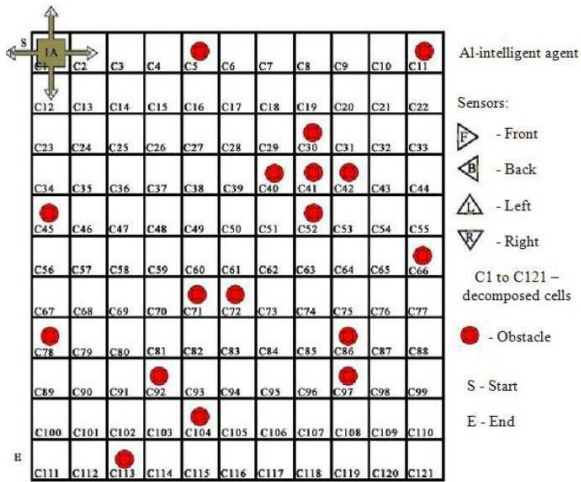 S
IA
C1 C2 C3 C4 C5 C6 C7 C8 C9 C10 C11
C12 C13 C14 C15 C16 C17 C18 C19 C20 C21 C22
C23 C24 C25 C26 C27 C28 C29 C30 C31 C32 C33
C34 C35 C36 C37 C38 C39 C40 C41 C42 C43 C44
C45 C46 C47 C48 C49 C50 C51 C52 C53 C54 C55
C56 C57 C58 C59 C60 C61 C62 C63 C64 C65 C66
C67 C68 C69 C70 C71 C72 C73 C74 C75 C76 C77
C78 C79 C80 C81 C82 C83 C84 C85 C86 C87 C88
C89 C90 C91 C92 C93 C94 C95 C96 C97 C98 C99
C100 C101 C102 C103 C104 C105 C106 C107 C108 C109 C110
E
C111 C112 C113 C114 C115 C116 C117 C118 C119 C120 C121
AI-intelligent agent
Sensors:
F - Front
B - Back
L - Left
R - Right
C1 to C121 –
decomposed cells
- Obstacle
S - Start
E - End